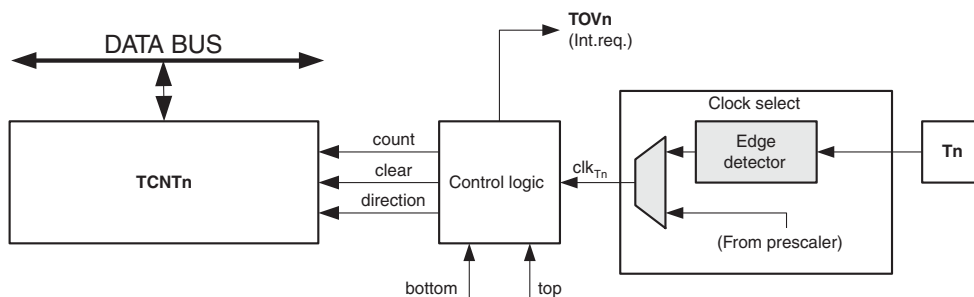 TOVn
(Int.req.)
DATA BUS
Clock select
count
Edge
detector
Tn
TCNTn
clear
Control logic
clkTn
direction
(From prescaler)
bottom
top